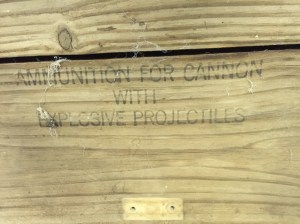 AMMUNITION FOR CANNON
WITH
EXPLOSIVE PROJECTILES